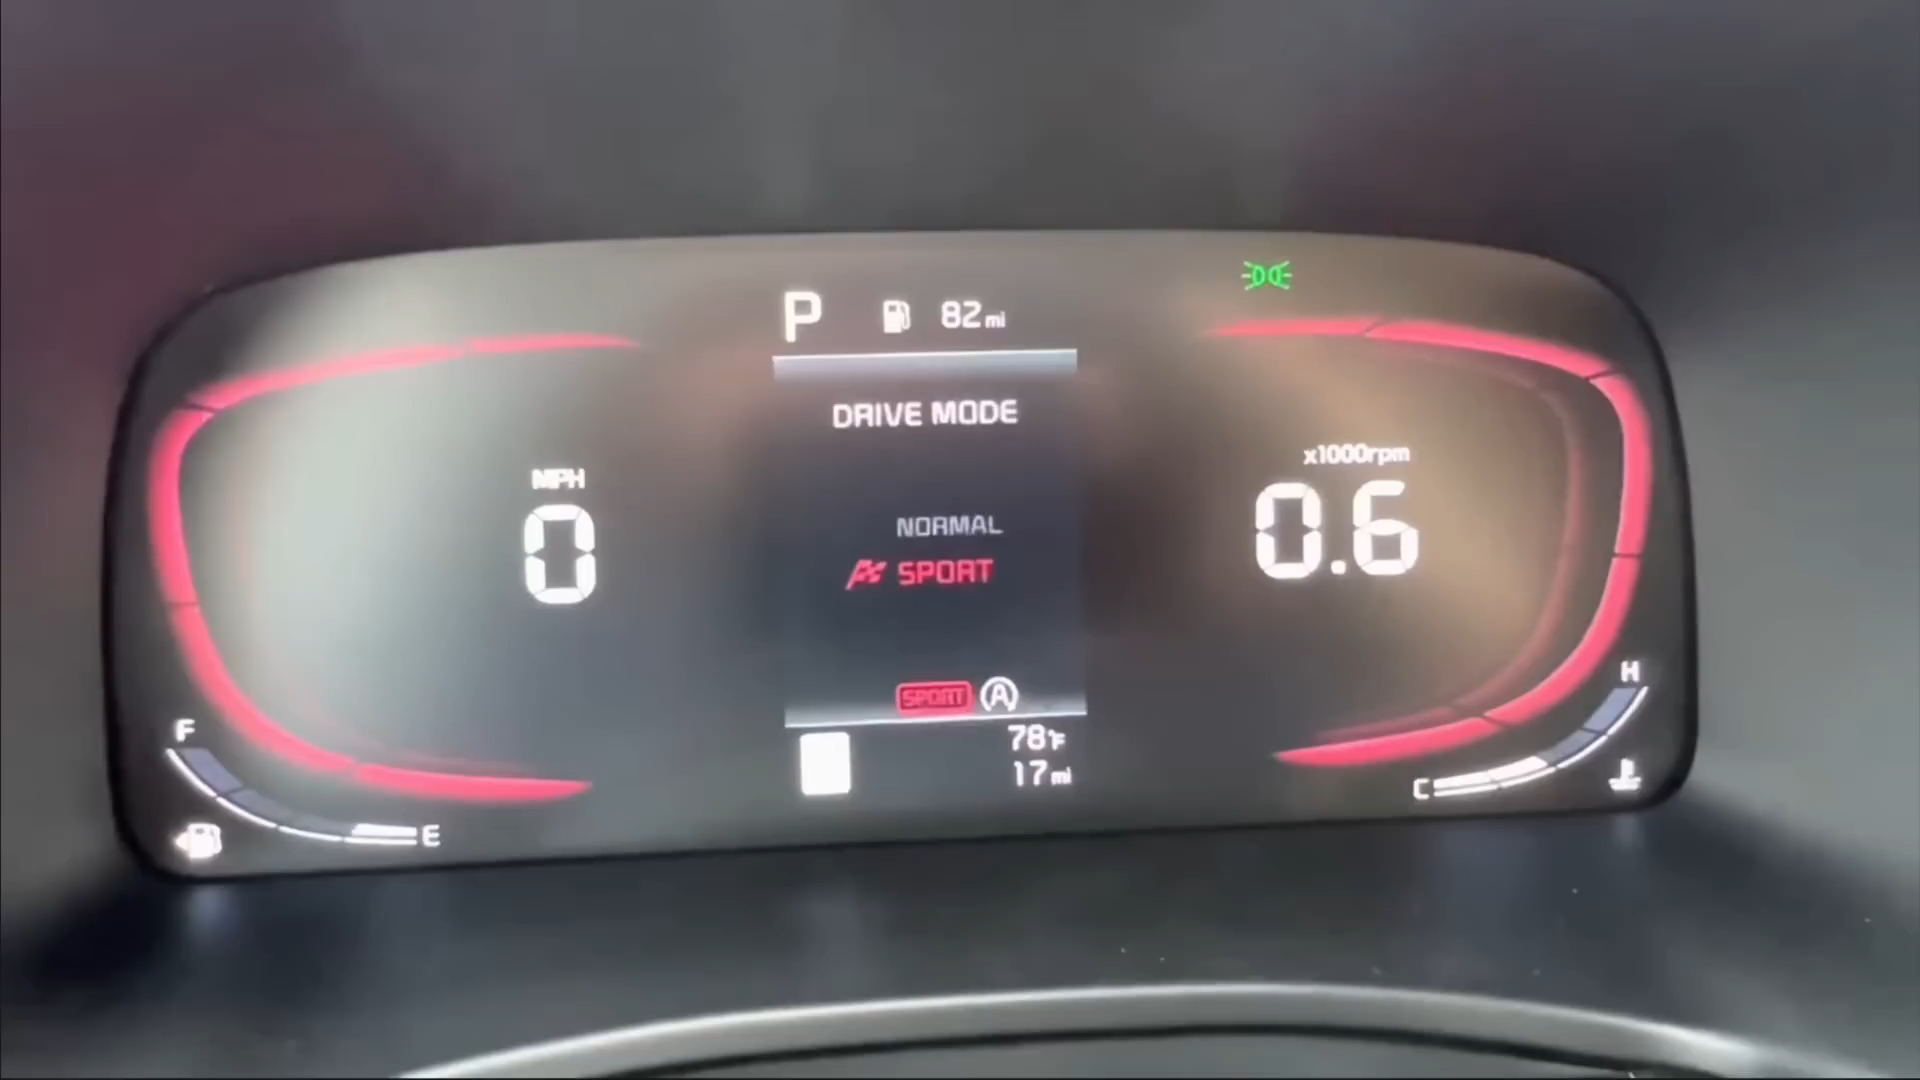 P 82 mi
DRIVE MODE
MPH
0
NORMAL
SPORT
x1000rpm
0.6
SPORT A
78°F
17 mi
F
E
H
C